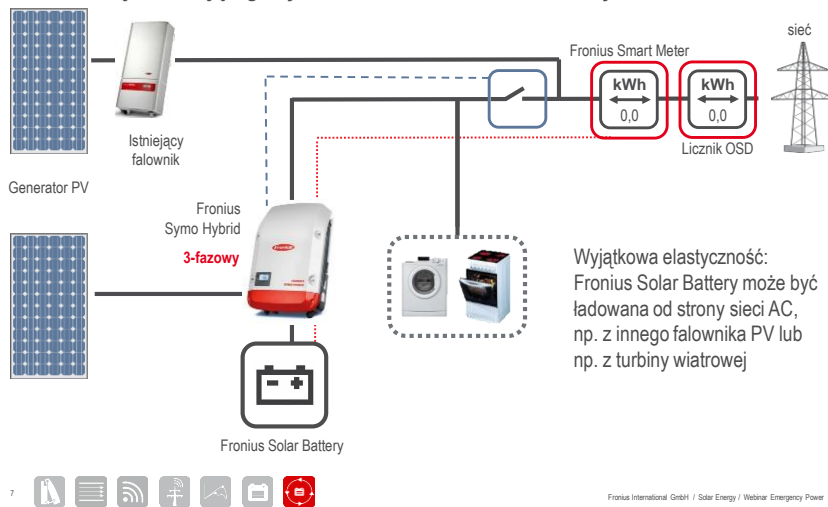 sieć
Fronius Smart Meter
kWh
0,0
kWh
0,0
Licznik OSD
Istniejący
falownik
Generator PV
Fronius
Symo Hybrid
3-fazowy
Wyjątkowa elastyczność:
Fronius Solar Battery może być
ładowana od strony sieci AC,
np. z innego falownika PV lub
np. z turbiny wiatrowej
Fronius Solar Battery
7
Fronius International GmbH / Solar Energy / Webinar Emergency Power